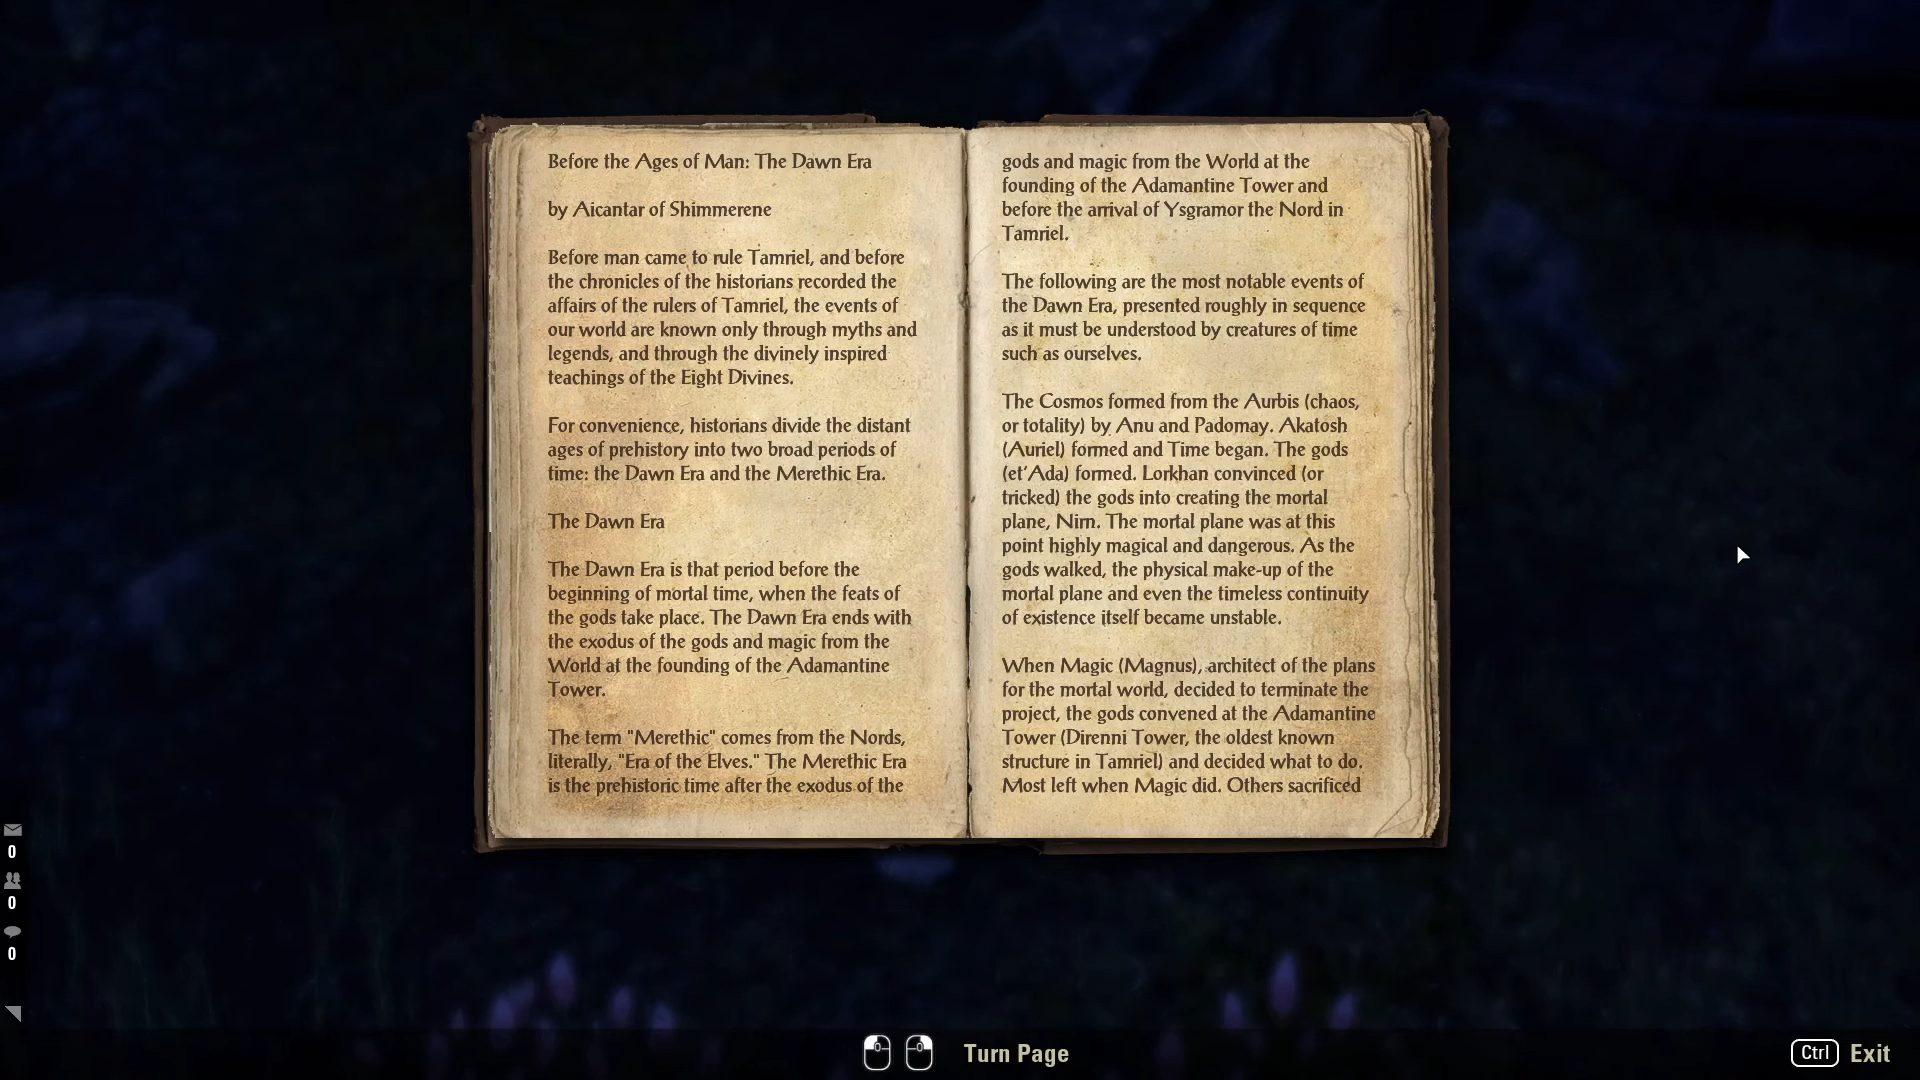 Before the Ages of Man: The Dawn Era
by Aicantar of Shimmerene
Before man came to rule Tamriel, and before
the chronicles of the historians recorded the
affairs of the rulers of Tamriel, the events of
our world are known only through myths and
legends, and through the divinely inspired
teachings of the Eight Divines.
For convenience, historians divide the distant
ages of prehistory into two broad periods of
time: the Dawn Era and the Merethic Era.
The Dawn Era
The Dawn Era is that period before the
beginning of mortal time, when the feats of
the gods take place. The Dawn Era ends with
the exodus of the gods and magic from the
World at the founding of the Adamantine
Tower.
The term "Merethic" comes from the Nords,
literally, "Era of the Elves." The Merethic Era
is the prehistoric time after the exodus of the
gods and magic from the World at the
founding of the Adamantine Tower and
before the arrival of Ysgramor the Nord in
Tamriel.
The following are the most notable events of
the Dawn Era, presented roughly in sequence
as it must be understood by creatures of time
such as ourselves.
The Cosmos formed from the Aurbis (chaos,
or totality) by Anu and Padomay. Akatosh
(Auriel) formed and Time began. The gods
(et'Ada) formed. Lorkhan convinced (or
tricked) the gods into creating the mortal
plane, Nirn. The mortal plane was at this
point highly magical and dangerous. As the
gods walked, the physical make-up of the
mortal plane and even the timeless continuity
of existence itself became unstable.
When Magic (Magnus), architect of the plans
for the mortal world, decided to terminate the
project, the gods convened at the Adamantine
Tower (Direnni Tower, the oldest known
structure in Tamriel) and decided what to do.
Most left when Magic did. Others sacrificed
0
0
0
Turn Page
Ctrl Exit